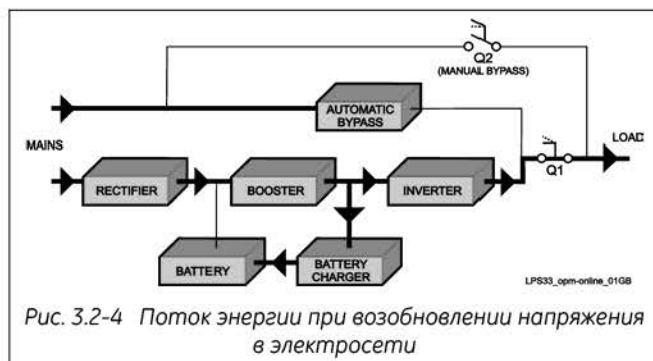 Q2
(MANUAL BYPASS)
AUTOMATIC
BYPASS
MAINS
LOAD
Q1
RECTIFIER
BOOSTER
INVERTER
BATTERY
BATTERY
CHARGER
LPS33_opm-online_01GB
Рис. 3.2-4 Поток энергии при возобновлении напряжения
в электросети